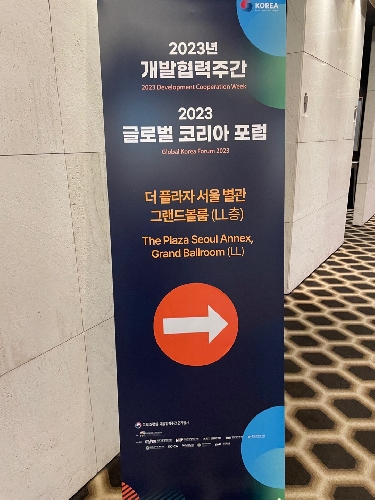 KOREA
2023년
개발협력주간
2023 Development Cooperation Week
2023
글로벌 코리아 포럼
Global Korea Forum 2023
더 플라자 서울 별관
그랜드볼룸 (LL층)
The Plaza Seoul Annex,
Grand Ballroom (LL)